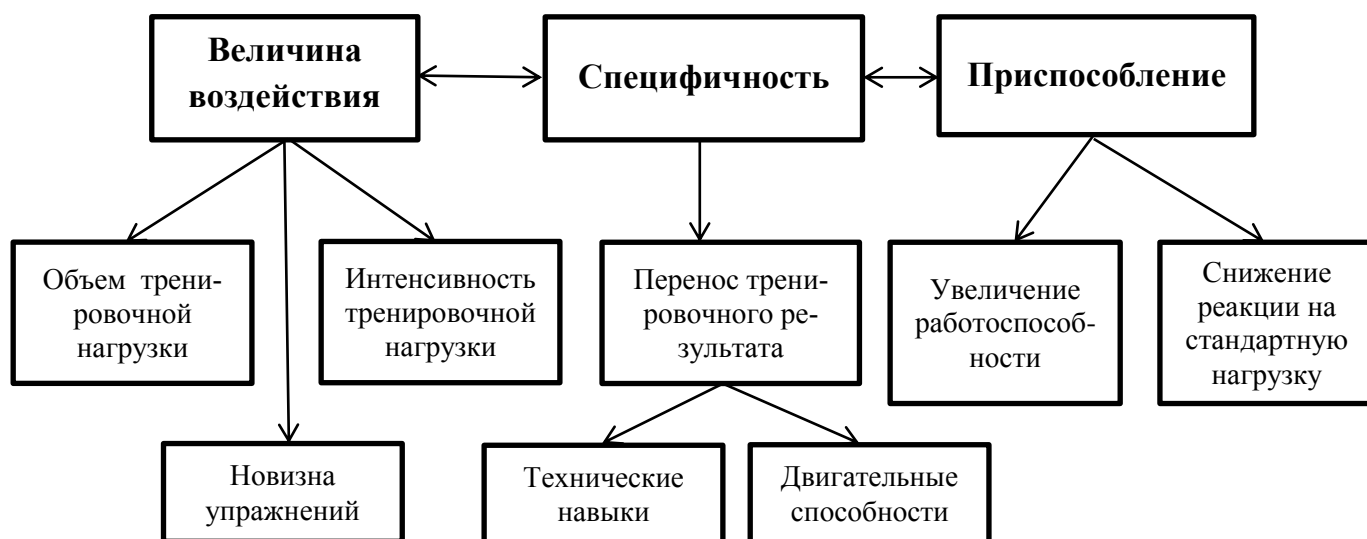 Величина
воздействия
Специфичность
Приспособление
Объем трени-
ровочной
нагрузки
Интенсивность
тренировочной
нагрузки
Перенос трени-
ровочного ре-
зультата
Увеличение
работоспособ-
ности
Снижение
реакции на
стандартную
нагрузку
Новизна
упражнений
Технические
навыки
Двигательные
способности